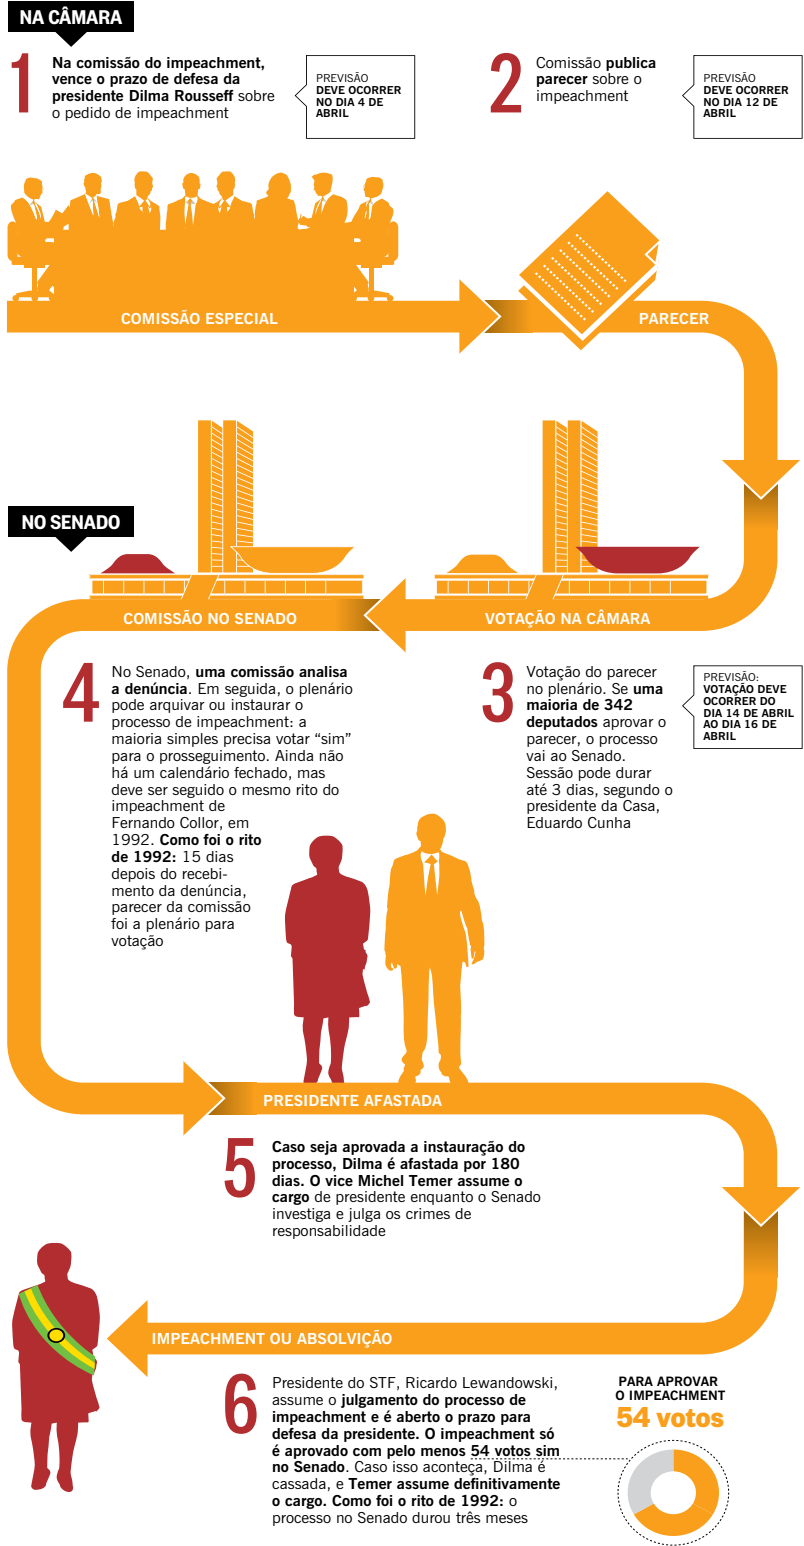 NA CÂMARA
1
Na comissão do impeachment,
vence o prazo de defesa da
presidente Dilma Rousseff sobre
o pedido de impeachment
PREVISÃO
DEVE OCORRER
NO DIA 4 DE
ABRIL
2
Comissão publica
parecer sobre o
impeachment
PREVISÃO
DEVE OCORRER
NO DIA 12 DE
ABRIL
COMISSÃO ESPECIAL
PARECER
NO SENADO
COMISSÃO NO SENADO
VOTAÇÃO NA CÂMARA
3
Votação do parecer
no plenário. Se uma
maioria de 342
deputados aprovar o
parecer, o processo
vai ao Senado.
Sessão pode durar
até 3 dias, segundo o
presidente da Casa,
Eduardo Cunha
PREVISÃO:
VOTAÇÃO DEVE
OCORRER DO
DIA 14 DE ABRIL
AO DIA 16 DE
ABRIL
4
No Senado, uma comissão analisa
a denúncia. Em seguida, o plenário
pode arquivar ou instaurar o
processo de impeachment: a
maioria simples precisa votar “sim”
para o prosseguimento. Ainda não
há um calendário fechado, mas
deve ser seguido o mesmo rito do
impeachment de
Fernando Collor, em
1992. Como foi o rito
de 1992: 15 dias
depois do recebi-
mento da denúncia,
parecer da comissão
foi a plenário para
votação
PRESIDENTE AFASTADA
5
Caso seja aprovada a instauração do
processo, Dilma é afastada por 180
dias. O vice Michel Temer assume o
cargo de presidente enquanto o Senado
investiga e julga os crimes de
responsabilidade
IMPEACHMENT OU ABSOLVIÇÃO
6
Presidente do STF, Ricardo Lewandowski,
assume o julgamento do processo de
impeachment e é aberto o prazo para
defesa da presidente. O impeachment só
é aprovado com pelo menos 54 votos sim
no Senado. Caso isso aconteça, Dilma é
cassada, e Temer assume definitivamente
o cargo. Como foi o rito de 1992: o
processo no Senado durou três meses
PARA APROVAR
O IMPEACHMENT
54 votos